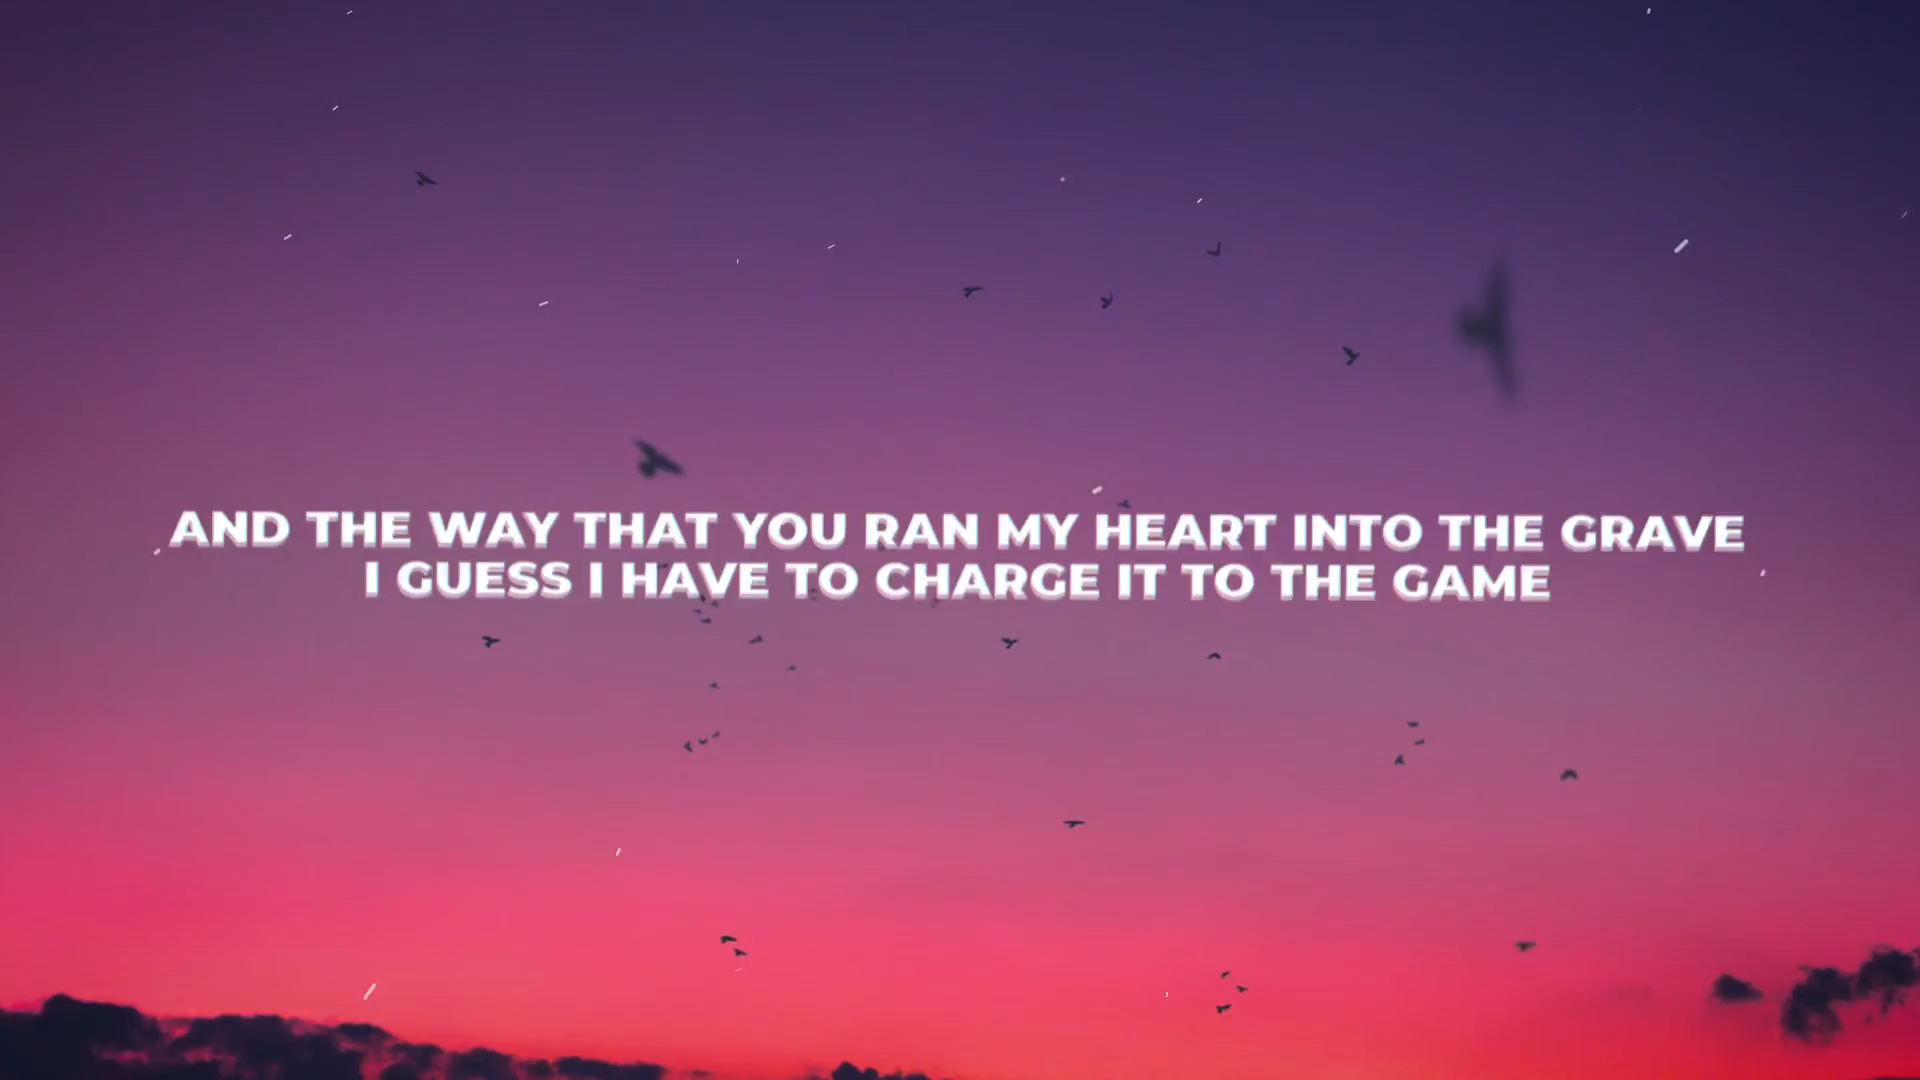 AND THE WAY THAT YOU RAN MY HEART INTO THE GRAVE
I GUESS I HAVE TO CHARGE IT TO THE GAME